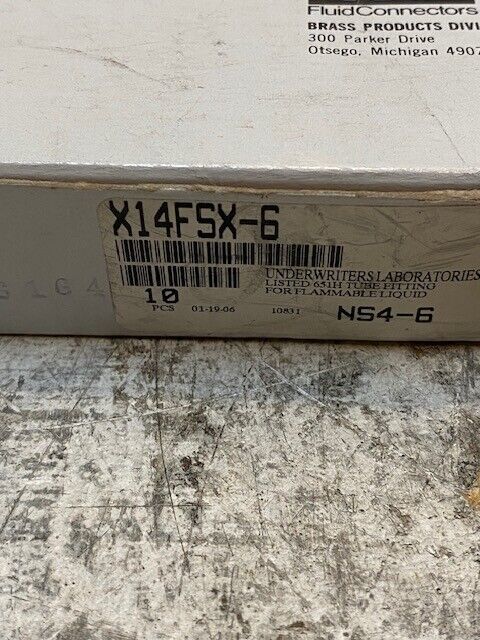 FluidConnectors
BRASS PRODUCTS DIVI
300 Parker Drive
Otsego, Michigan 4907
X14FSX-6
UNDERWRITERS LABORATORIES
LISTED 651H TUBE FITTING
FOR FLAMMABLE LIQUID
10
PCS 01-19-06 10831 NS4-6
6164